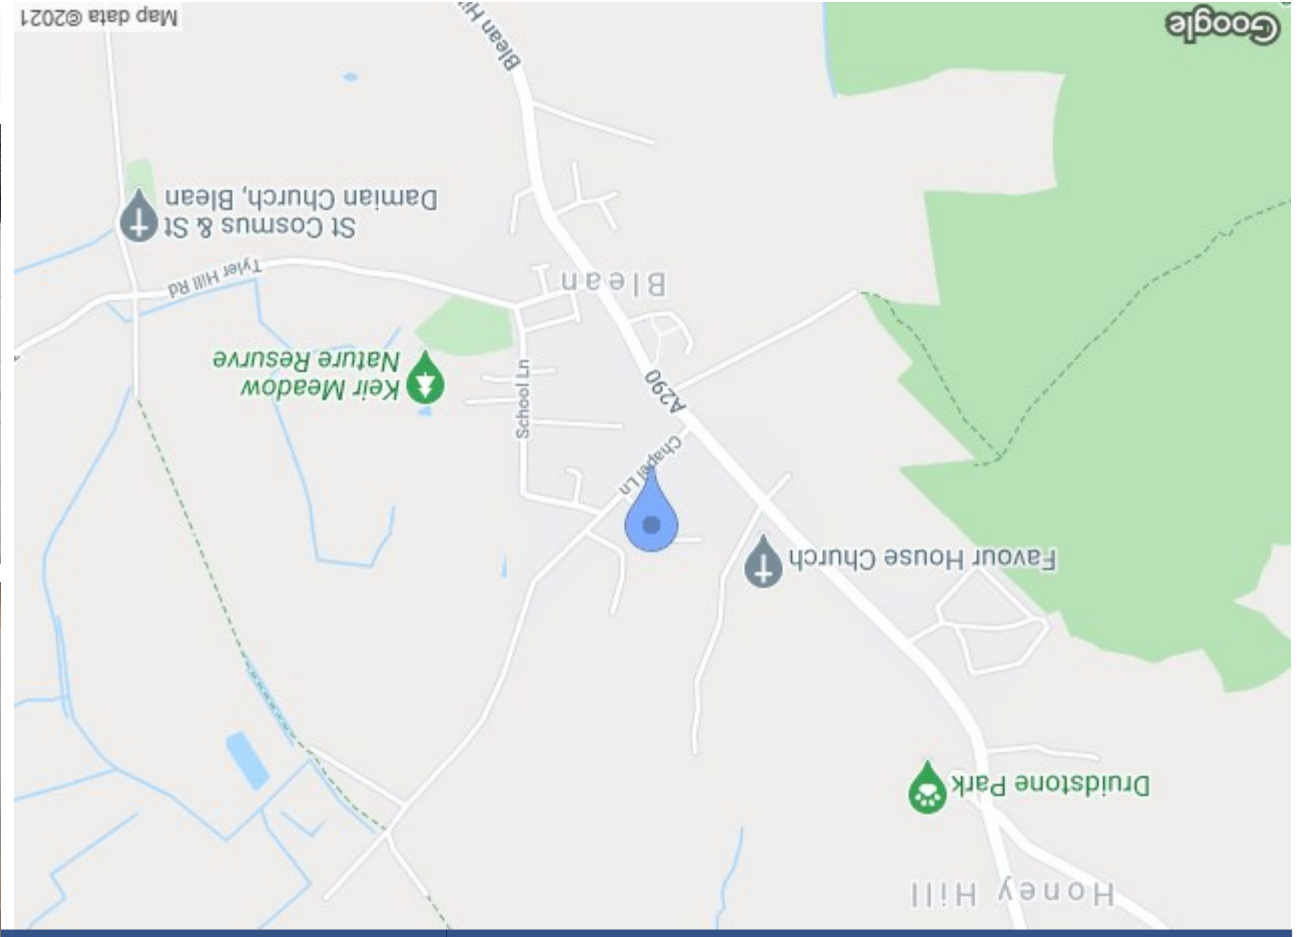 Honey Hill
Druidstone Park
Favour House Church
Chapel Ln
School Ln
A290
Keir Meadow
Nature Resurve
Blean
Tyler Hill Rd
St Cosmus & St
Damian Church, Blean
Blean Hi
Google
Map data ©2021